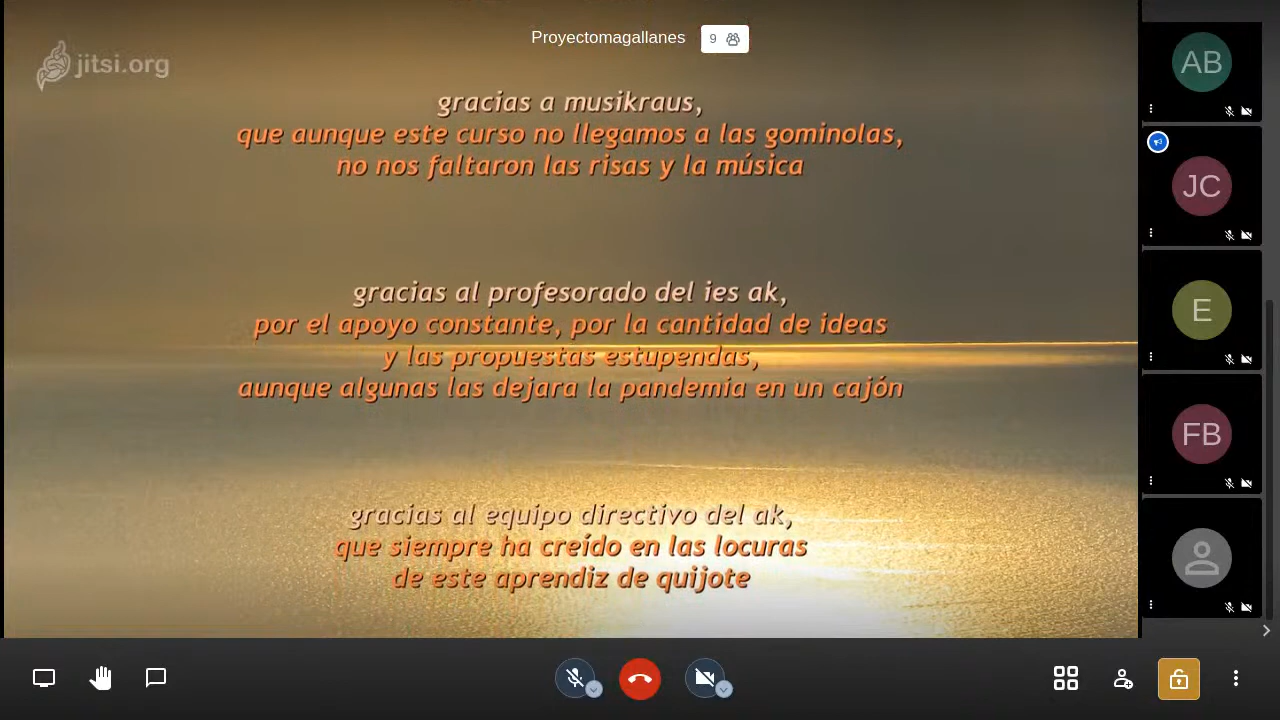 Proyectomagallanes 9
jitsi.org
gracias a musikraus,
que aunque este curso no llegamos a las gominolas,
no nos faltaron las risas y la música
gracias al profesorado del ies ak,
por el apoyo constante, por la cantidad de ideas
y las propuestas estupendas,
aunque algunas las dejara la pandemia en un cajón
gracias al equipo directivo del ak,
que siempre ha creído en las locuras
de este aprendiz de quijote
AB
JC
E
FB